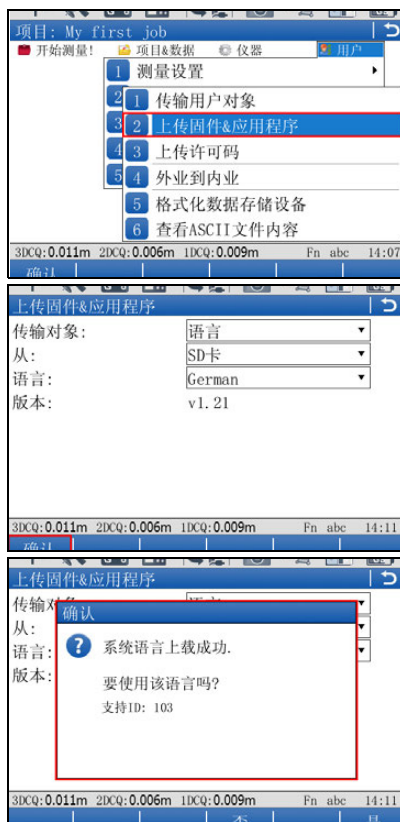 项目: My first job
开始测量! 项目&数据 仪器 用户
1 测量设置
2 1 传输用户对象
3 2 上传固件&应用程序
4 3 上传许可码
5 4 外业到内业
5 格式化数据存储设备
6 查看ASCII文件内容
3DCQ:0.011m 2DCQ:0.006m 1DCQ:0.009m Fn abc 14:07
确认
上传固件&应用程序
传输对象: 语言
从: SD卡
语言: German
版本: v1.21
3DCQ:0.011m 2DCQ:0.006m 1DCQ:0.009m Fn abc 14:11
确认
上传固件&应用程序
传输对
确认
从:
语言:
系统语言上载成功.
版本:
要使用该语言吗?
支持ID: 103
3DCQ:0.011m 2DCQ:0.006m 1DCQ:0.009m Fn abc 14:11
否 是